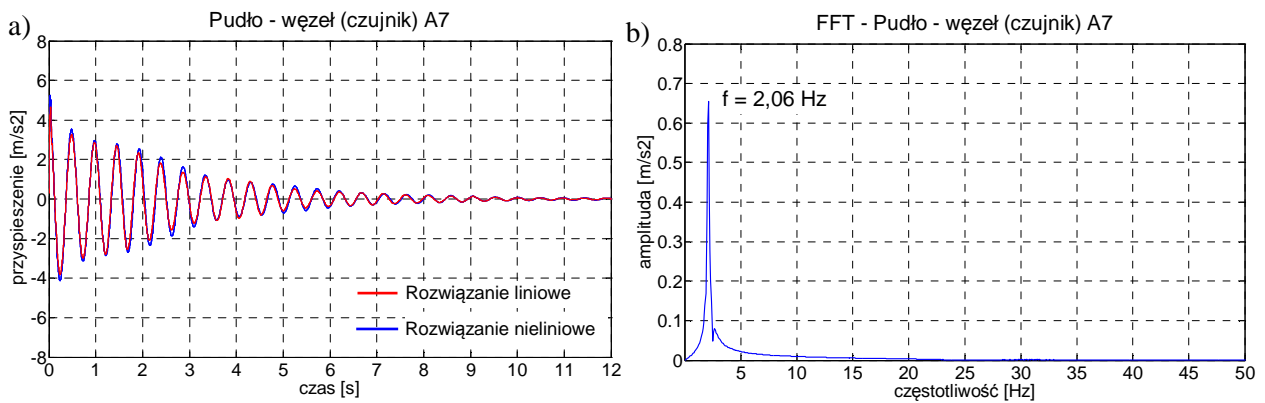 a)
Pudło - węzeł (czujnik) A7
8
6
4
2
0
-2
-4
-6
-8
przyspieszenie [m/s2]
Rozwiązanie liniowe
Rozwiązanie nieliniowe
0 1 2 3 4 5 6 7 8 9 10 11 12
czas [s]
b)
FFT - Pudło - węzeł (czujnik) A7
0.8
0.7
0.6
0.5
0.4
0.3
0.2
0.1
0
amplituda [m/s2]
f = 2,06 Hz
5 10 15 20 25 30 35 40 45 50
częstotliwość [Hz]